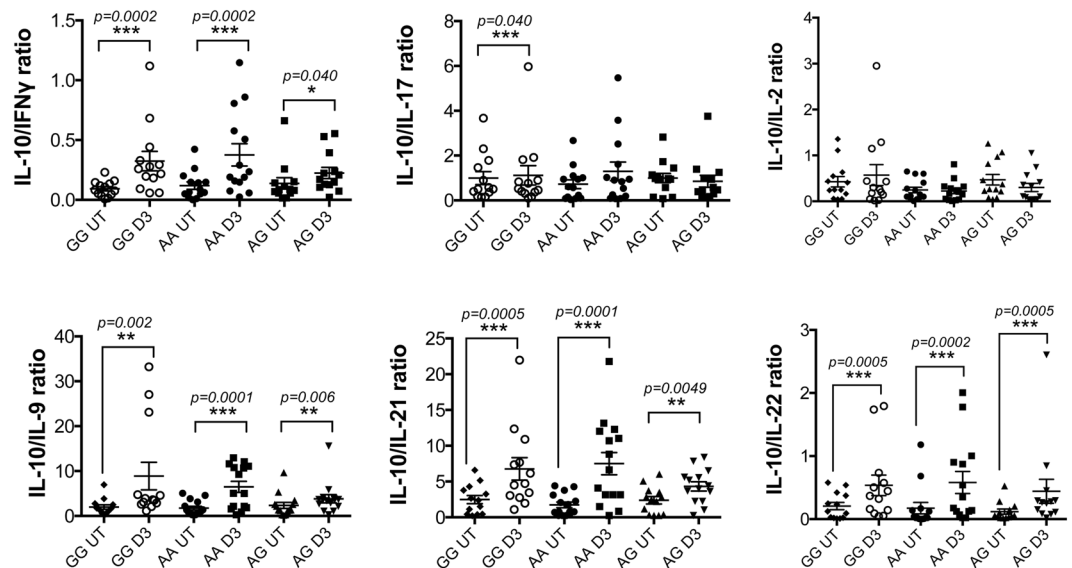 IL-10/IFNγ ratio
p=0.0002
***
p=0.0002
***
p=0.040
*
1.5
1.0
0.5
0.0
GG UT
GG D3
AA UT
AA D3
AG UT
AG D3
IL-10/IL-17 ratio
p=0.040
***
8
6
4
2
0
GG UT
GG D3
AA UT
AA D3
AG UT
AG D3
IL-10/IL-2 ratio
4
3
2
1
0
GG UT
GG D3
AA UT
AA D3
AG UT
AG D3
IL-10/IL-9 ratio
p=0.002
**
p=0.0001
***
p=0.006
**
40
30
20
10
0
GG UT
GG D3
AA UT
AA D3
AG UT
AG D3
IL-10/IL-21 ratio
p=0.0005
***
p=0.0001
***
p=0.0049
**
25
20
15
10
5
0
GG UT
GG D3
AA UT
AA D3
AG UT
AG D3
IL-10/IL-22 ratio
p=0.0005
***
p=0.0002
***
p=0.0005
***
3
2
1
0
GG UT
GG D3
AA UT
AA D3
AG UT
AG D3